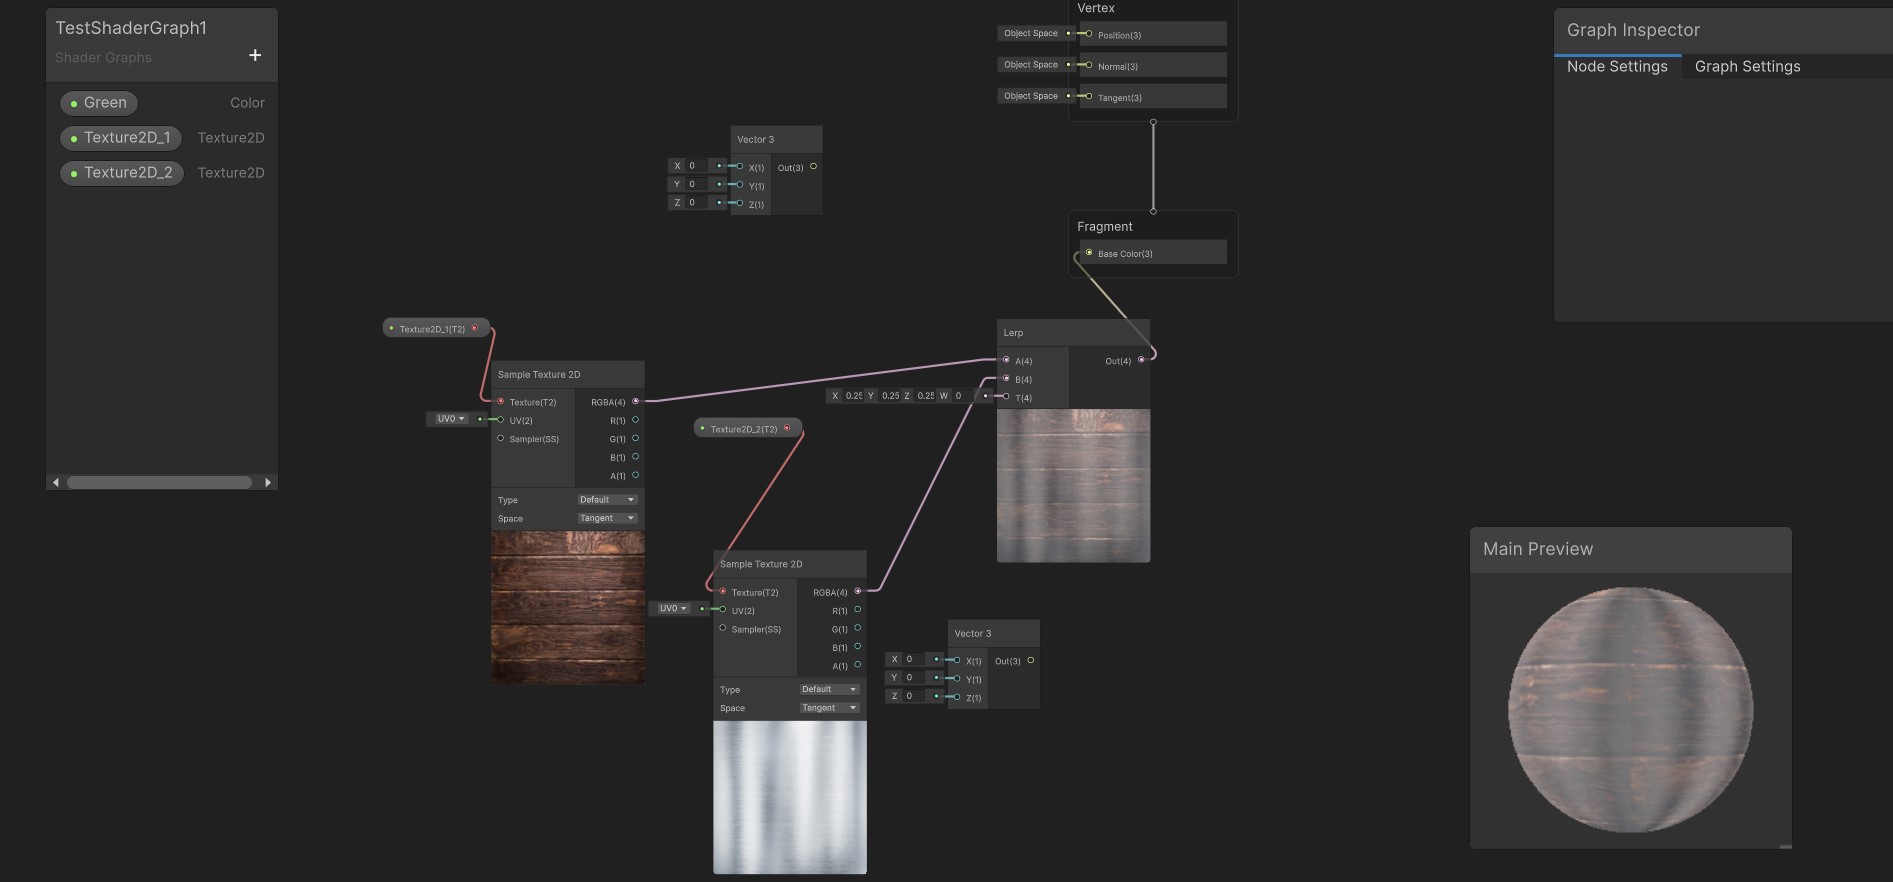 TestShaderGraph1
Shader Graphs
+
Green Color
Texture2D_1 Texture2D
Texture2D_2 Texture2D
Vertex
Object Space Position(3)
Object Space Normal(3)
Object Space Tangent(3)
Fragment
Base Color(3)
Vector 3
X 0 X(1) Out(3)
Y 0 Y(1)
Z 0 Z(1)
Texture2D_1(T2)
Sample Texture 2D
Texture(T2) RGBA(4)
UV0 UV(2) R(1)
Sampler(SS) G(1)
B(1)
A(1)
Type Default
Space Tangent
Texture2D_2(T2)
Sample Texture 2D
Texture(T2) RGBA(4)
UV0 UV(2) R(1)
Sampler(SS) G(1)
B(1)
A(1)
Type Default
Space Tangent
Lerp
A(4) Out(4)
B(4)
X 0.25 Y 0.25 Z 0.25 W 0 T(4)
Vector 3
X 0 X(1) Out(3)
Y 0 Y(1)
Z 0 Z(1)
Graph Inspector
Node Settings Graph Settings
Main Preview